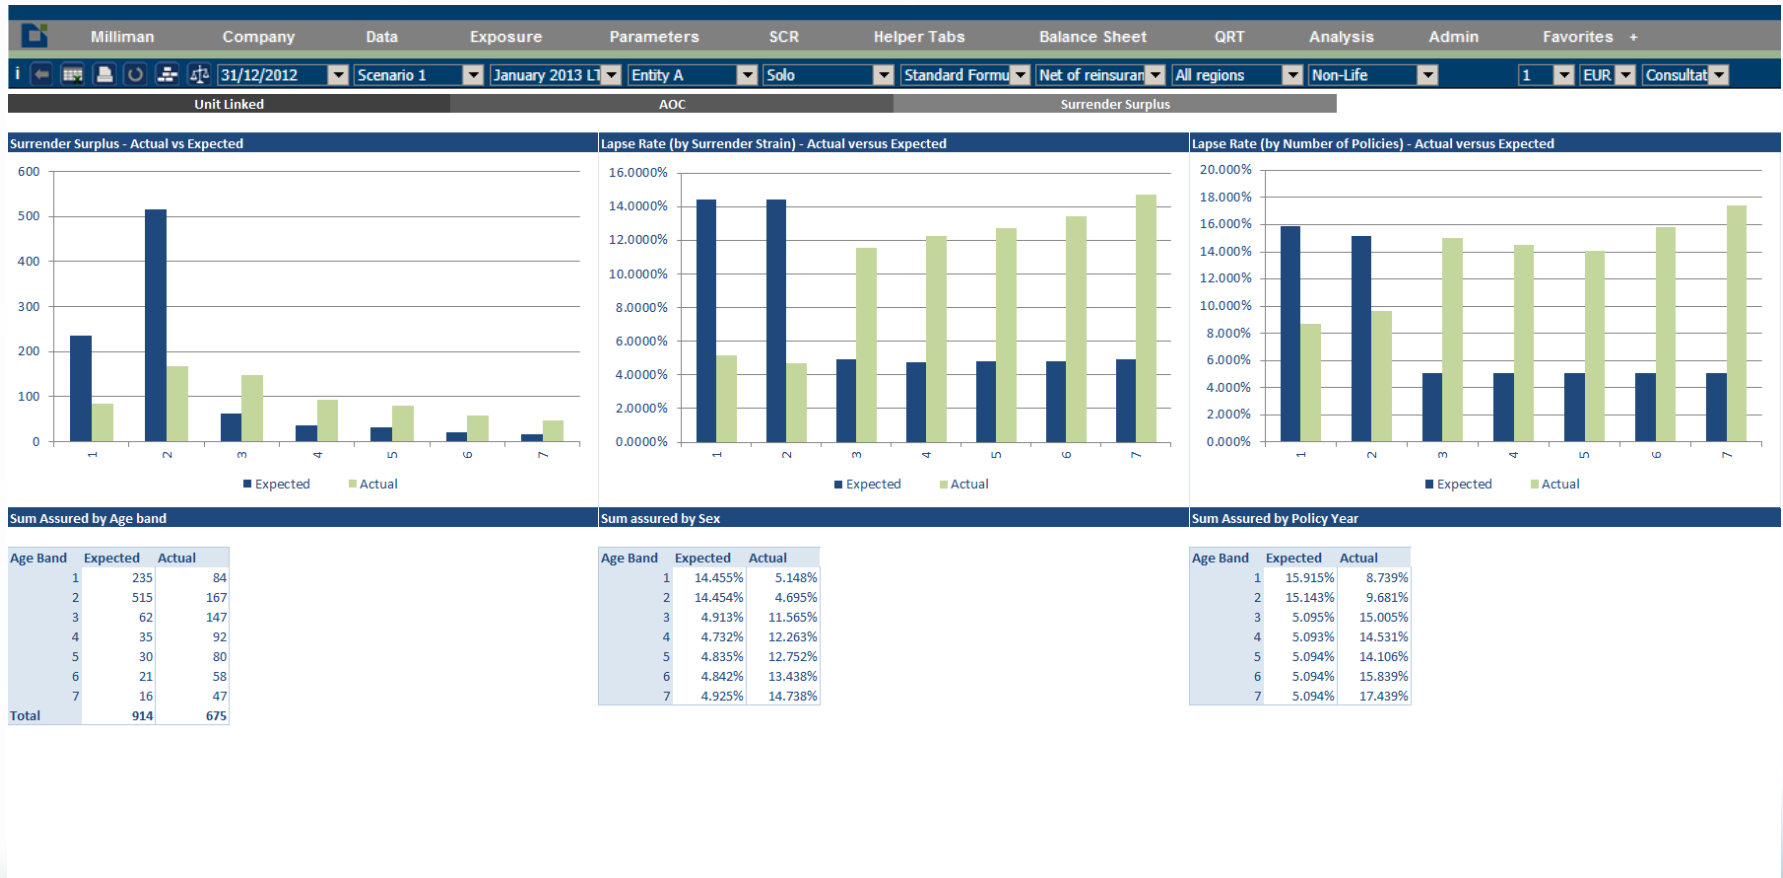 Milliman Company Data Exposure Parameters SCR Helper Tabs Balance Sheet QRT Analysis Admin Favorites +
i 31/12/2012 Scenario 1 January 2013 LT Entity A Solo Standard Formu Net of reinsuran All regions Non-Life 1 EUR Consultat
Unit Linked AOC Surrender Surplus
Surrender Surplus - Actual vs Expected
600
500
400
300
200
100
0
1 2 3 4 5 6 7
Expected Actual
Lapse Rate (by Surrender Strain) - Actual versus Expected
16.0000%
14.0000%
12.0000%
10.0000%
8.0000%
6.0000%
4.0000%
2.0000%
0.0000%
1 2 3 4 5 6 7
Expected Actual
Lapse Rate (by Number of Policies) - Actual versus Expected
20.000%
18.000%
16.000%
14.000%
12.000%
10.000%
8.000%
6.000%
4.000%
2.000%
0.000%
1 2 3 4 5 6 7
Expected Actual
Sum Assured by Age band
Age Band Expected Actual
1 235 84
2 515 167
3 62 147
4 35 92
5 30 80
6 21 58
7 16 47
Total 914 675
Sum assured by Sex
Age Band Expected Actual
1 14.455% 5.148%
2 14.454% 4.695%
3 4.913% 11.565%
4 4.732% 12.263%
5 4.835% 12.752%
6 4.842% 13.438%
7 4.925% 14.738%
Sum Assured by Policy Year
Age Band Expected Actual
1 15.915% 8.739%
2 15.143% 9.681%
3 5.095% 15.005%
4 5.093% 14.531%
5 5.094% 14.106%
6 5.094% 15.839%
7 5.094% 17.439%